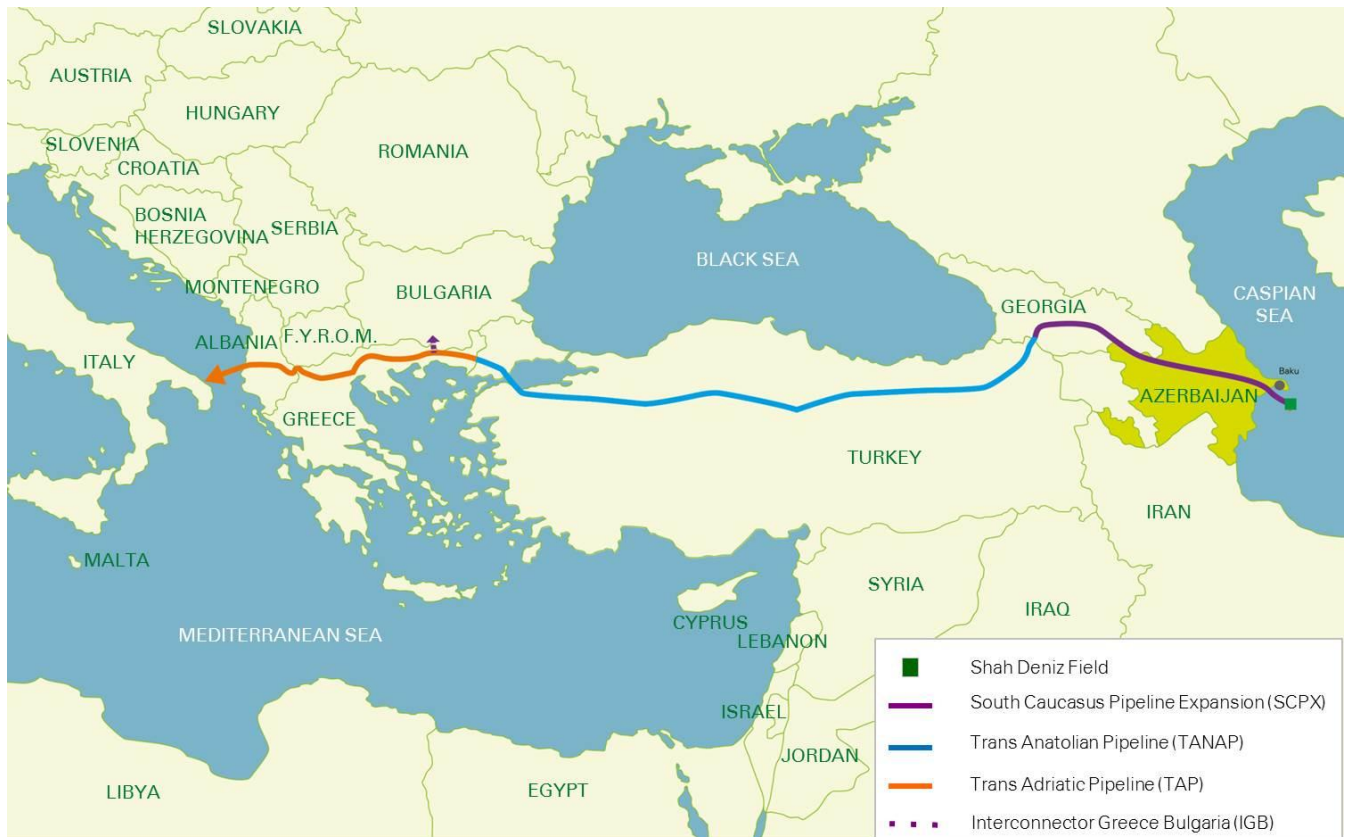 SLOVAKIA
AUSTRIA
HUNGARY
SLOVENIA
ROMANIA
CROATIA
BOSNIA
HERZEGOVINA
SERBIA
BLACK SEA
MONTENEGRO
BULGARIA
GEORGIA
CASPIAN
SEA
ALBANIA
F.Y.R.O.M.
ITALY
Baku
AZERBAIJAN
GREECE
TURKEY
IRAN
MALTA
SYRIA
IRAQ
CYPRUS
MEDITERRANEAN SEA
LEBANON
ISRAEL
JORDAN
EGYPT
LIBYA
Shah Deniz Field
South Caucasus Pipeline Expansion (SCPX)
Trans Anatolian Pipeline (TANAP)
Trans Adriatic Pipeline (TAP)
Interconnector Greece Bulgaria (IGB)